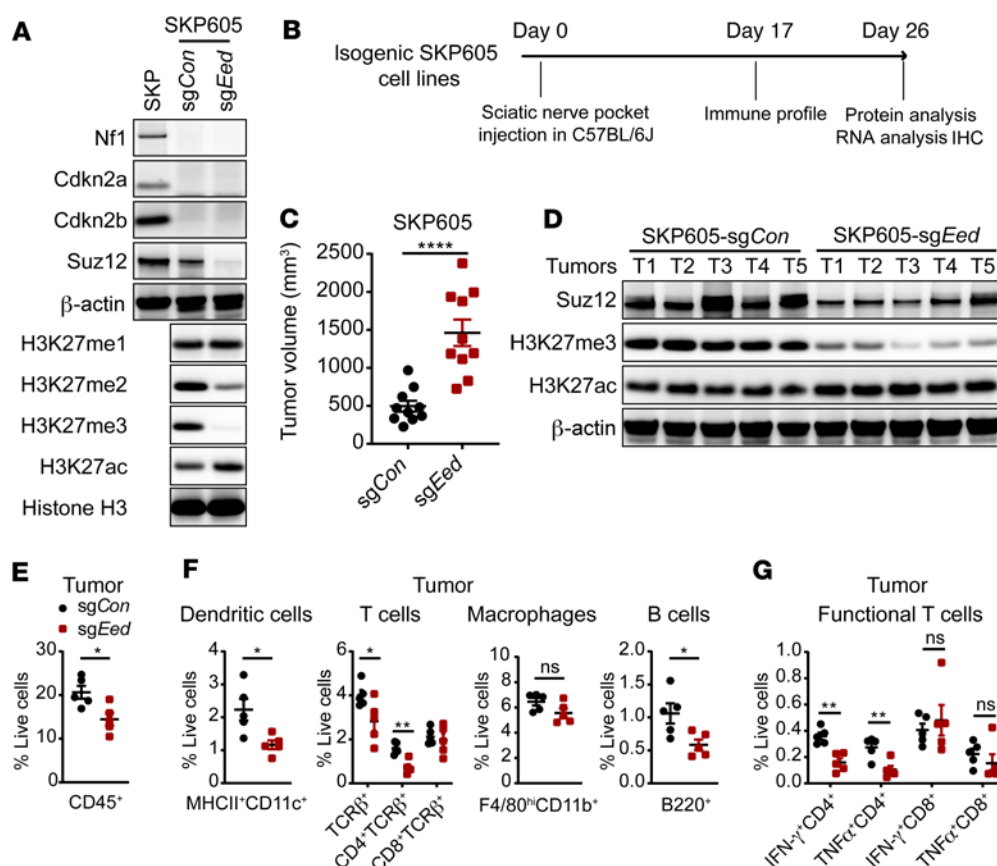 A
SKP605
SKP
sgCon
sgEed
Nf1
Cdkn2a
Cdkn2b
Suz12
β-actin
H3K27me1
H3K27me2
H3K27me3
H3K27ac
Histone H3
B
Isogenic SKP605
cell lines
Day 0
Day 17
Day 26
Sciatic nerve pocket
injection in C57BL/6J
Immune profile
Protein analysis
RNA analysis IHC
C
SKP605
****
Tumor volume (mm³)
2500
2000
1500
1000
500
0
sgCon
sgEed
D
SKP605-sgCon
SKP605-sgEed
Tumors T1 T2 T3 T4 T5 T1 T2 T3 T4 T5
Suz12
H3K27me3
H3K27ac
β-actin
E
Tumor
sgCon
sgEed
*
% Live cells
30
20
10
0
CD45⁺
F
Tumor
Dendritic cells
*
% Live cells
4
3
2
1
0
MHCII⁺CD11c⁺
T cells
*
**
% Live cells
6
4
2
0
TCRβ⁺
CD4⁺TCRβ⁺
CD8⁺TCRβ⁺
Macrophages
ns
% Live cells
10
8
6
4
2
0
F4/80ʰⁱCD11b⁺
B cells
*
% Live cells
2.0
1.5
1.0
0.5
0
B220⁺
G
Tumor
Functional T cells
**
**
ns
ns
% Live cells
1.0
0.8
0.6
0.4
0.2
0.0
IFN-γ⁺CD4⁺
TNFα⁺CD4⁺
IFN-γ⁺CD8⁺
TNFα⁺CD8⁺